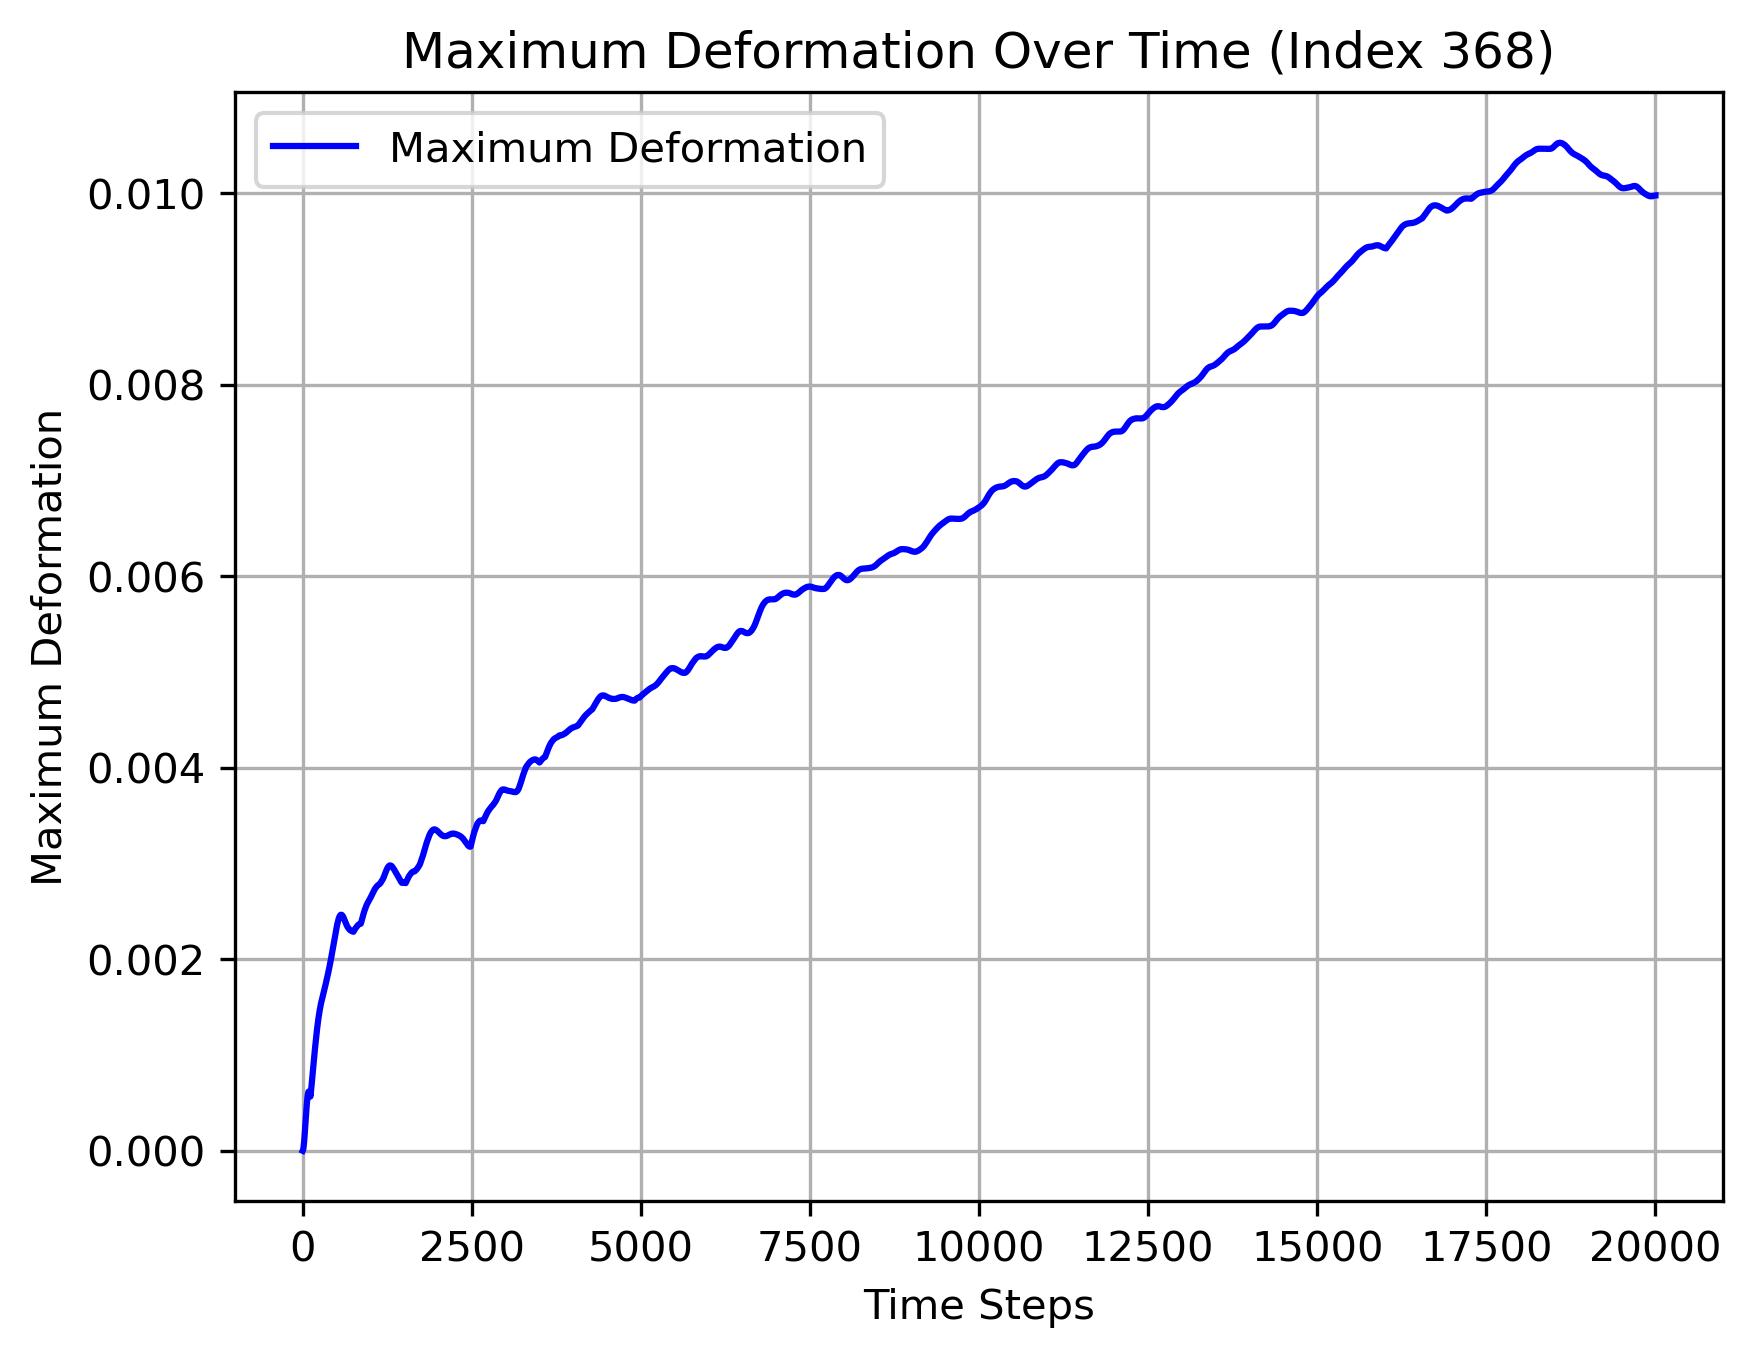 Maximum Deformation Over Time (Index 368)
Maximum Deformation
0.010
0.008
0.006
0.004
0.002
0.000
Maximum Deformation
0 2500 5000 7500 10000 12500 15000 17500 20000
Time Steps